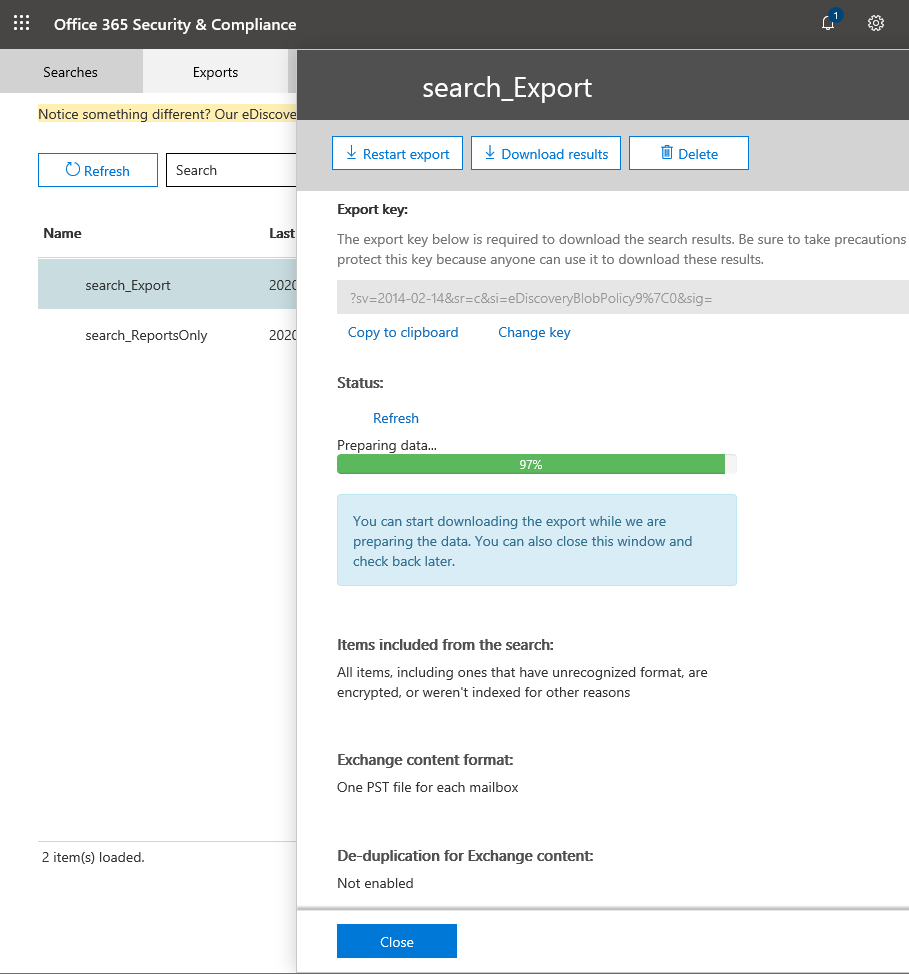 Office 365 Security & Compliance
1
Searches
Exports
Notice something different? Our eDiscove
Refresh
Search
Name
Last
search_Export
2020
search_ReportsOnly
2020
2 item(s) loaded.
search_Export
Restart export
Download results
Delete
Export key:
The export key below is required to download the search results. Be sure to take precautions
protect this key because anyone can use it to download these results.
?sv=2014-02-14&sr=c&si=eDiscoveryBlobPolicy9%7C0&sig=
Copy to clipboard
Change key
Status:
Refresh
Preparing data...
97%
You can start downloading the export while we are
preparing the data. You can also close this window and
check back later.
Items included from the search:
All items, including ones that have unrecognized format, are
encrypted, or weren't indexed for other reasons
Exchange content format:
One PST file for each mailbox
De-duplication for Exchange content:
Not enabled
Close